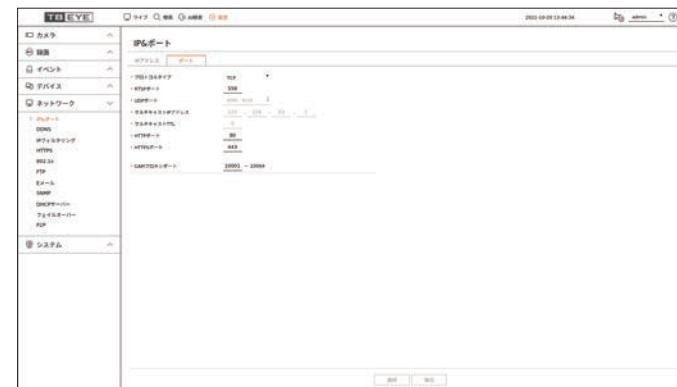 TB EYE
ライブ 検索 AI検索 設定
2021-10-20 13:44:34
admin
カメラ
録画
イベント
デバイス
ネットワーク
IP&ポート
DDNS
IPフィルタリング
HTTPS
802.1x
FTP
Eメール
SNMP
DHCPサーバー
フェイルオーバー
P2P
システム
IP&ポート
IPアドレス
ポート
プロトコルタイプ TCP
RTSPポート 558
UDPポート
マルチキャストIPアドレス
マルチキャストTTL
HTTPポート 80
HTTPSポート 443
CAMプロキシポート 10001 ~ 10064